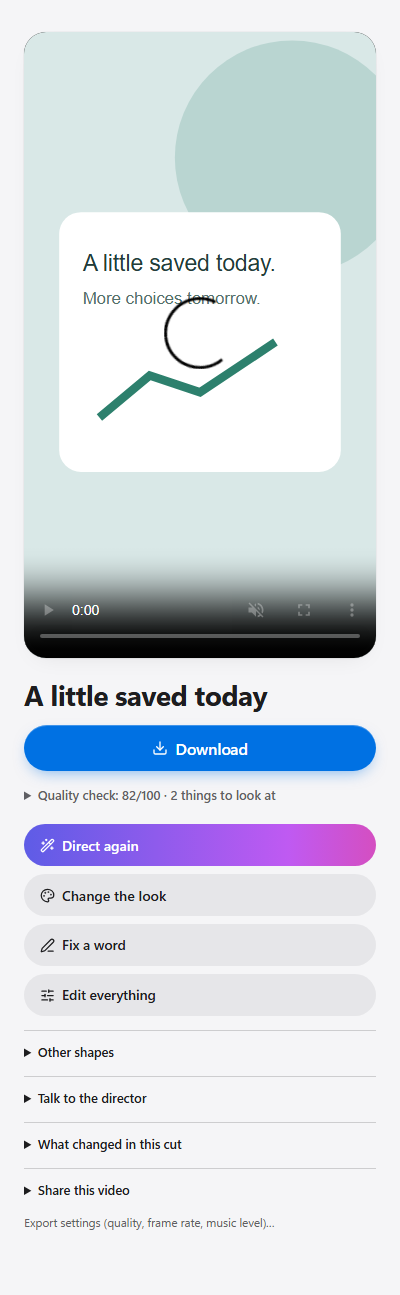 A little saved today.
More choices tomorrow.
0:00
A little saved today
Download
Quality check: 82/100 · 2 things to look at
Direct again
Change the look
Fix a word
Edit everything
Other shapes
Talk to the director
What changed in this cut
Share this video
Export settings (quality, frame rate, music level)...